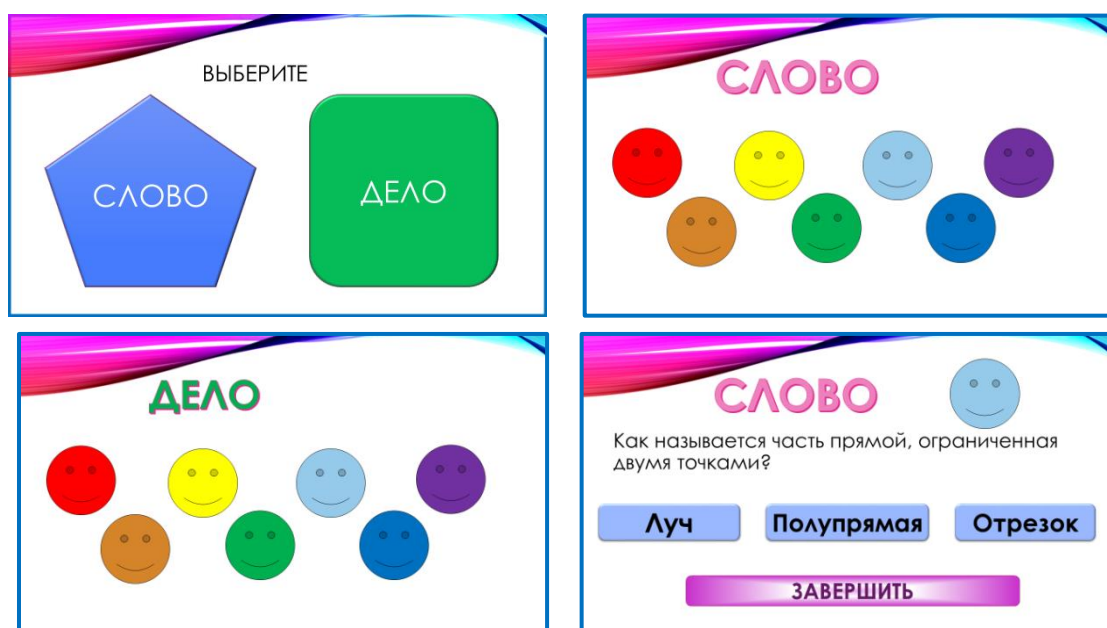 ВЫБЕРИТЕ
СЛОВО
ДЕЛО
СЛОВО
ДЕЛО
СЛОВО
Как называется часть прямой, ограниченная
двумя точками?
Луч
Полупрямая
Отрезок
ЗАВЕРШИТЬ